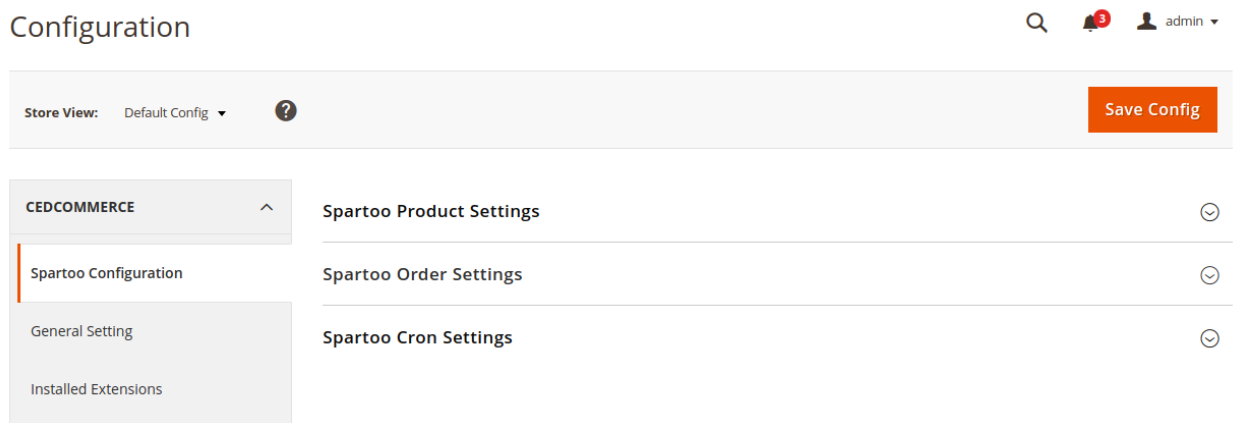 Configuration
3
admin
Store View: Default Config ?
Save Config
CEDCOMMERCE
Spartoo Configuration
General Setting
Installed Extensions
Spartoo Product Settings
Spartoo Order Settings
Spartoo Cron Settings